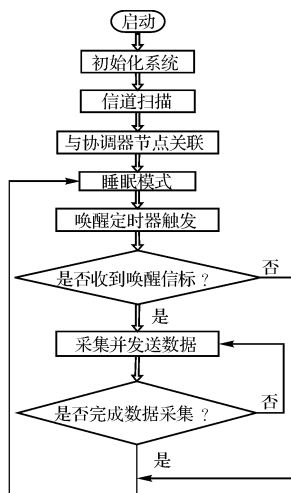 启动
初始化系统
信道扫描
与协调器节点关联
睡眠模式
唤醒定时器触发
是否收到唤醒信标？
否
是
采集并发送数据
是否完成数据采集？
否
是